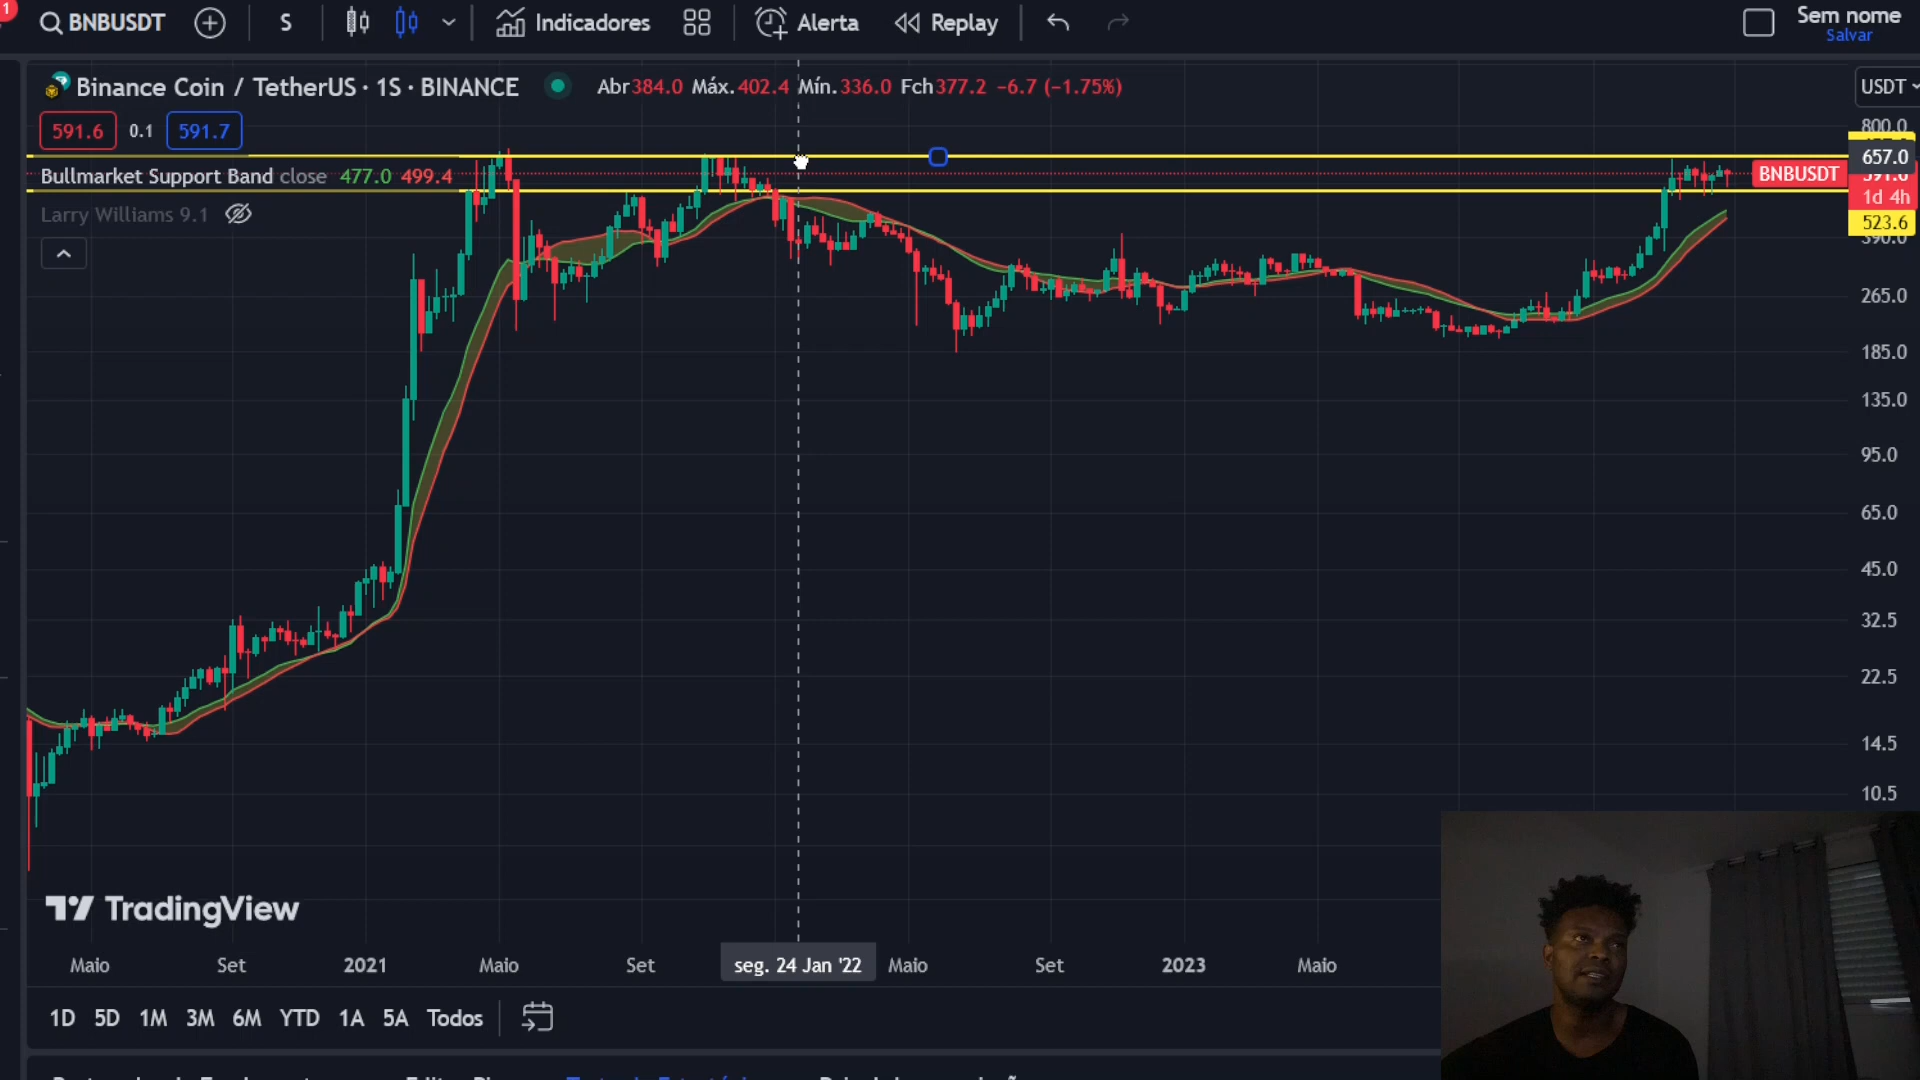 1
BNBUSDT
S
Indicadores
Alerta
Replay
Sem nome
Salvar
Binance Coin / TetherUS · 1S · BINANCE
Abr384.0 Máx.402.4 Mín.336.0 Fch377.2 −6.7 (−1.75%)
USDT
591.6 0.1 591.7
800.0
657.0
Bullmarket Support Band close 477.0 499.4
BNBUSDT
591.6
1d 4h
Larry Williams 9.1
523.6
390.0
265.0
185.0
135.0
95.0
65.0
45.0
32.5
22.5
14.5
10.5
TradingView
Maio Set 2021 Maio Set seg. 24 Jan '22 Maio Set 2023 Maio
1D 5D 1M 3M 6M YTD 1A 5A Todos